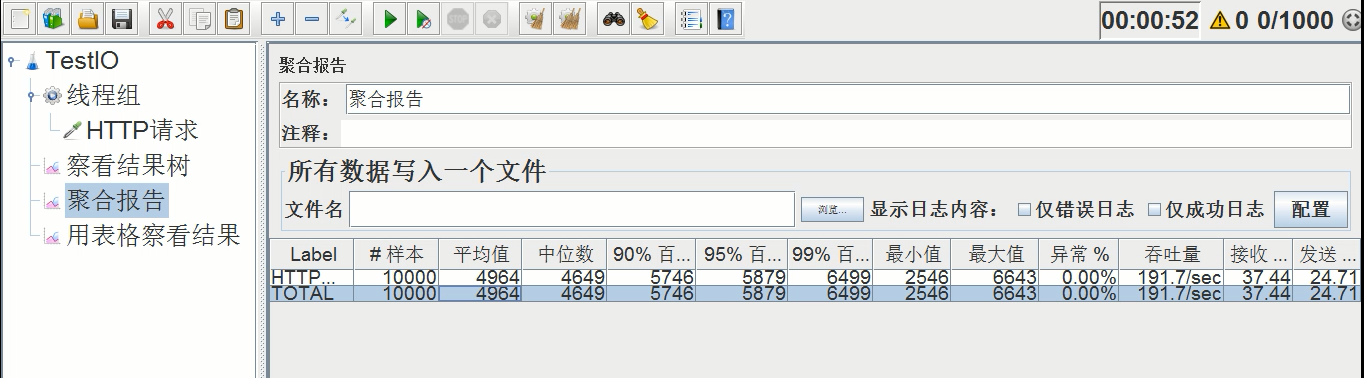 00:00:52 0 0/1000
TestIO
线程组
HTTP请求
察看结果树
聚合报告
用表格察看结果
聚合报告
名称： 聚合报告
注释：
所有数据写入一个文件
文件名 浏览... 显示日志内容： 仅错误日志 仅成功日志 配置
Label # 样本 平均值 中位数 90% 百... 95% 百... 99% 百... 最小值 最大值 异常 % 吞吐量 接收 ... 发送 ...
HTTP... 10000 4964 4649 5746 5879 6499 2546 6643 0.00% 191.7/sec 37.44 24.71
TOTAL 10000 4964 4649 5746 5879 6499 2546 6643 0.00% 191.7/sec 37.44 24.71